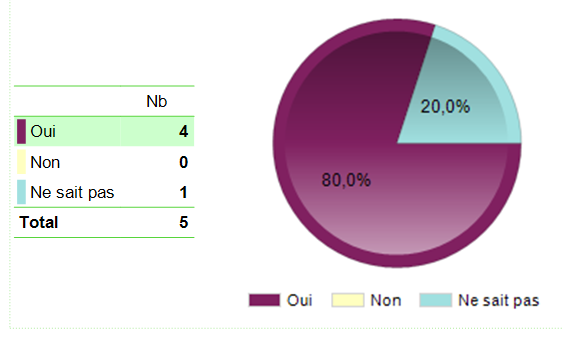 Nb
Oui 4
Non 0
Ne sait pas 1
Total 5
20,0%
80,0%
Oui Non Ne sait pas